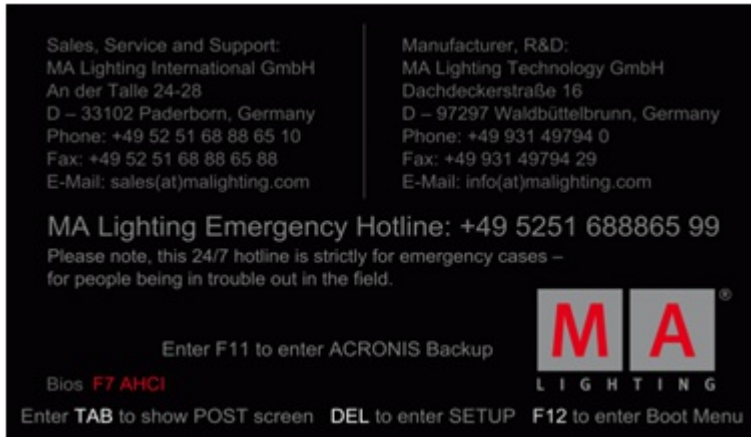 Sales, Service and Support:
MA Lighting International GmbH
An der Talle 24-28
D – 33102 Paderborn, Germany
Phone: +49 52 51 68 88 65 10
Fax: +49 52 51 68 88 65 88
E-Mail: sales(at)malighting.com
Manufacturer, R&D:
MA Lighting Technology GmbH
Dachdeckerstraße 16
D – 97297 Waldbüttelbrunn, Germany
Phone: +49 931 49794 0
Fax: +49 931 49794 29
E-Mail: info(at)malighting.com
MA Lighting Emergency Hotline: +49 5251 688865 99
Please note, this 24/7 hotline is strictly for emergency cases –
for people being in trouble out in the field.
MA®
LIGHTING
Enter F11 to enter ACRONIS Backup
Bios F7 AHCI
Enter TAB to show POST screen DEL to enter SETUP F12 to enter Boot Menu